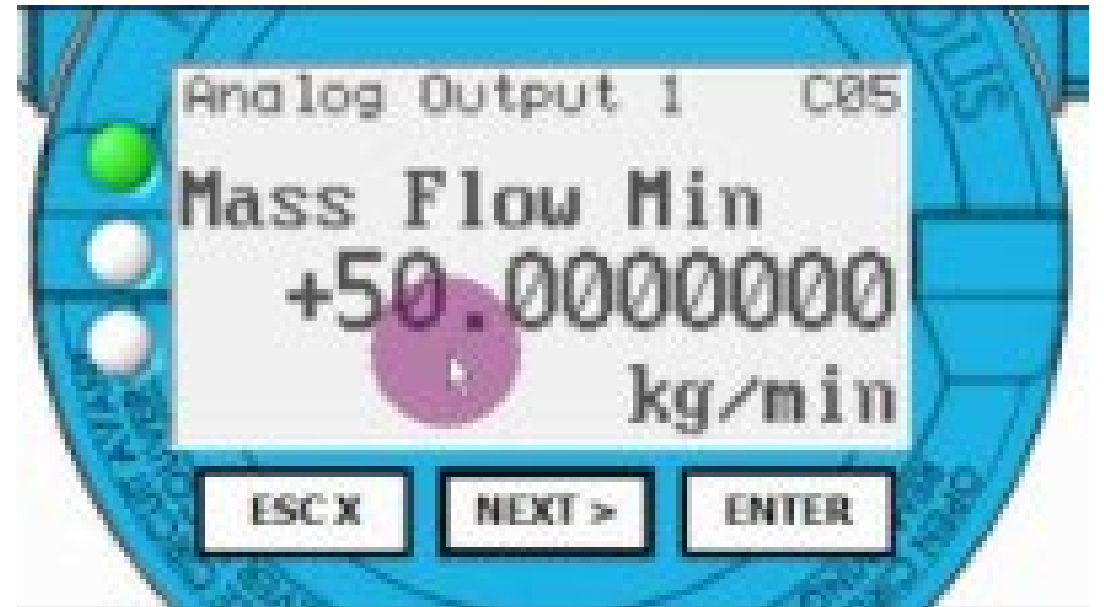 Analog Output 1 C05
Mass Flow Min
+50.0000000
kg/min
ESC X NEXT > ENTER